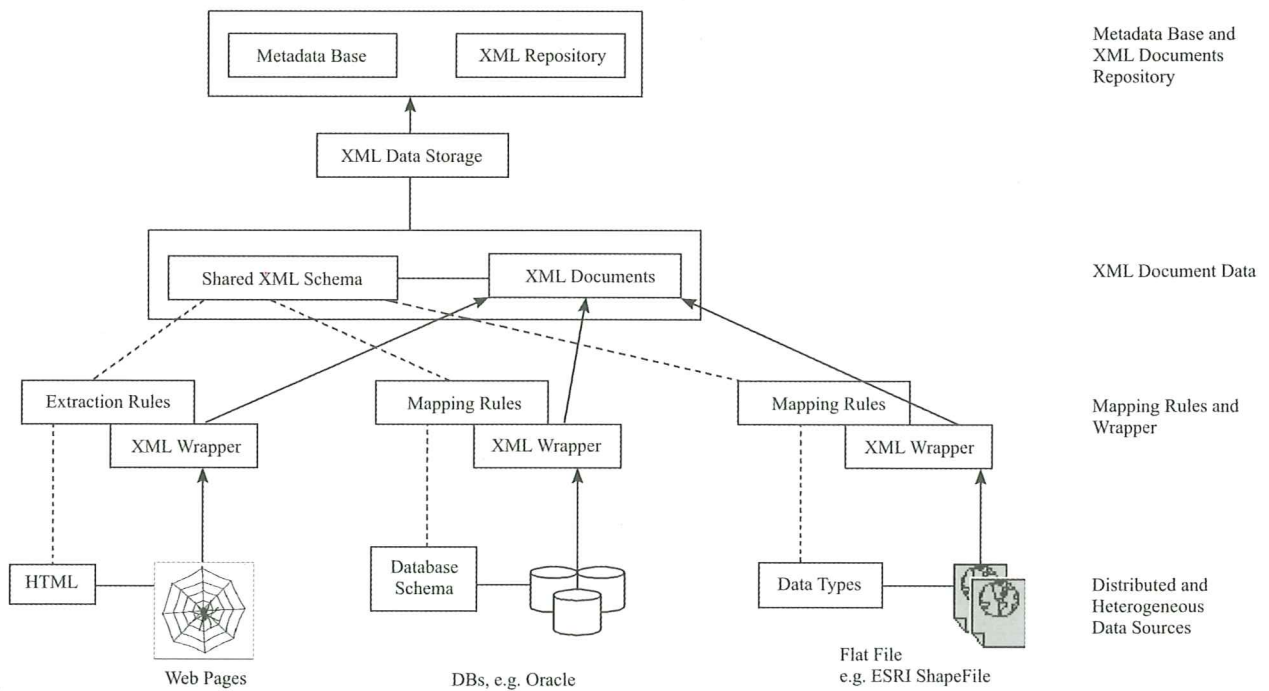 Metadata Base
XML Repository
Metadata Base and
XML Documents
Repository
XML Data Storage
Shared XML Schema
XML Documents
XML Document Data
Extraction Rules
XML Wrapper
Mapping Rules
XML Wrapper
Mapping Rules
XML Wrapper
Mapping Rules and
Wrapper
HTML
Database
Schema
Data Types
Distributed and
Heterogeneous
Data Sources
Web Pages
DBs, e.g. Oracle
Flat File
e.g. ESRI ShapeFile